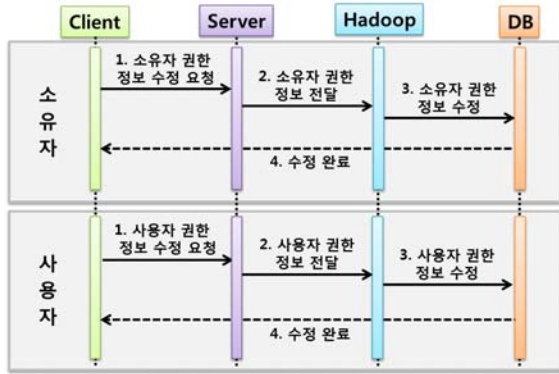 Client
Server
Hadoop
DB
소유자
1. 소유자 권한
정보 수정 요청
2. 소유자 권한
정보 전달
3. 소유자 권한
정보 수정
4. 수정 완료
사용자
1. 사용자 권한
정보 수정 요청
2. 사용자 권한
정보 전달
3. 사용자 권한
정보 수정
4. 수정 완료